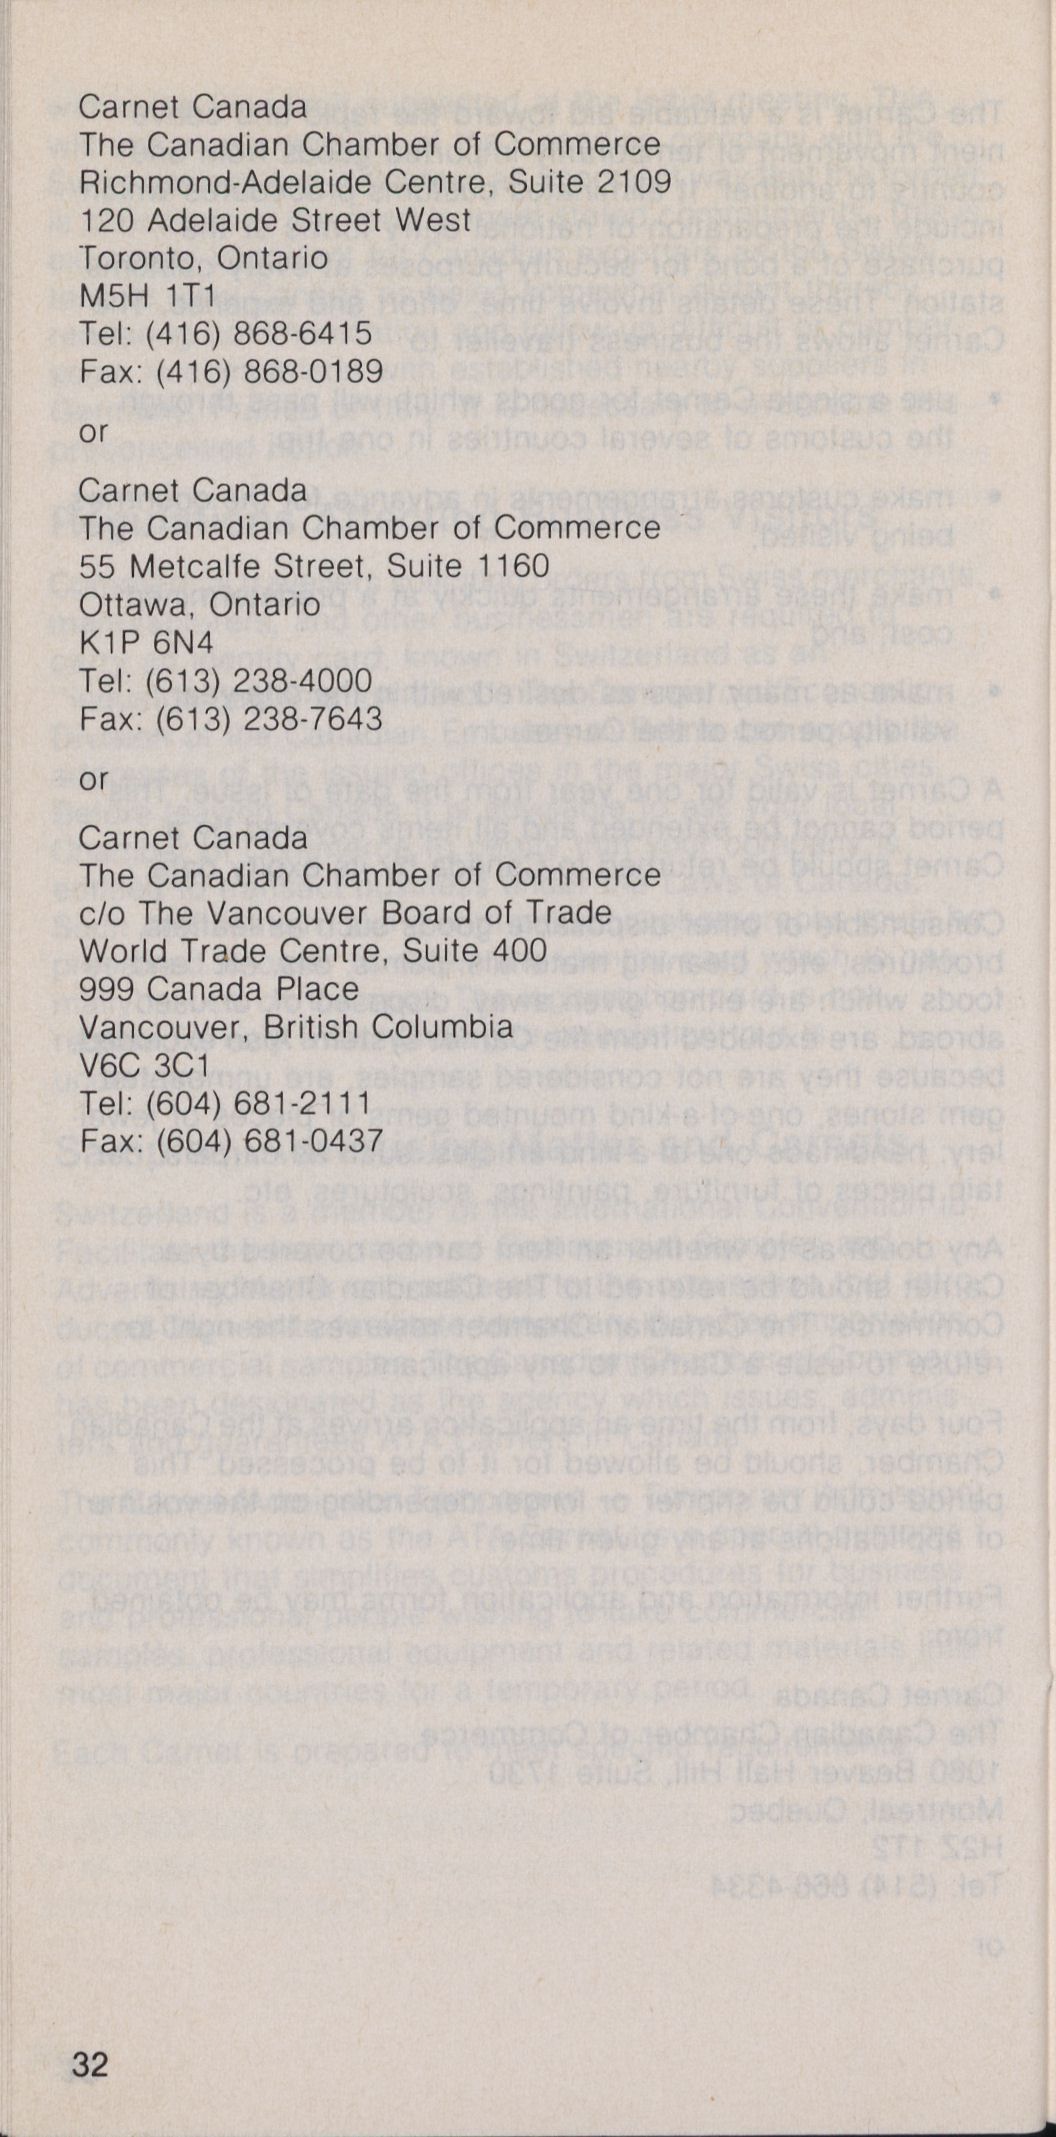 Carnet Canada
The Canadian Chamber of Commerce
Richmond-Adelaide Centre, Suite 2109
120 Adelaide Street West
Toronto, Ontario
M5H 1T1
Tel: (416) 868-6415
Fax: (416) 868-0189
or
Carnet Canada
The Canadian Chamber of Commerce
55 Metcalfe Street, Suite 1160
Ottawa, Ontario
K1P 6N4
Tel: (613) 238-4000
Fax: (613) 238-7643
or
Carnet Canada
The Canadian Chamber of Commerce
c/o The Vancouver Board of Trade
World Trade Centre, Suite 400
999 Canada Place
Vancouver, British Columbia
V6C 3C1
Tel: (604) 681-2111
Fax: (604) 681-0437
32